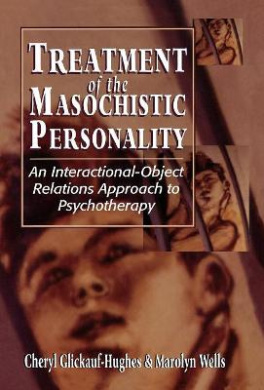 TREATMENT
of the
MASOCHISTIC
PERSONALITY
An Interactional-Object
Relations Approach to
Psychotherapy
Cheryl Glickauf-Hughes & Marolyn Wells